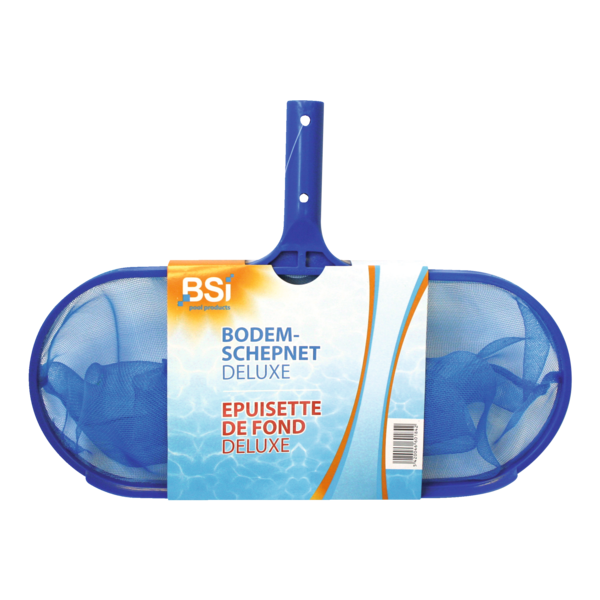 BSi
pool products
BODEM-
SCHEPNET
DELUXE
EPUISETTE
DE FOND
DELUXE